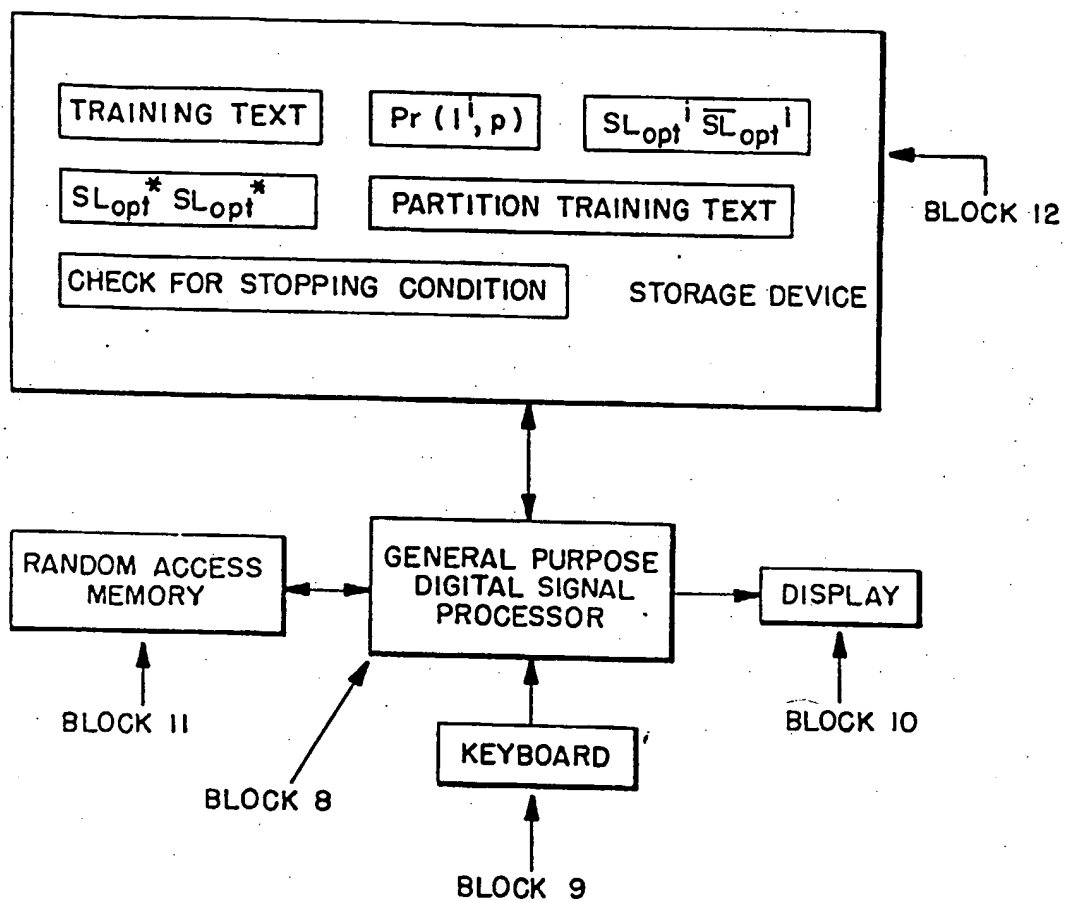 TRAINING TEXT
Pr (l^i, p)
SL_opt^i \overline{SL}_opt^i
SL_opt^* SL_opt^*
PARTITION TRAINING TEXT
CHECK FOR STOPPING CONDITION
STORAGE DEVICE
BLOCK 12
RANDOM ACCESS
MEMORY
GENERAL PURPOSE
DIGITAL SIGNAL
PROCESSOR
DISPLAY
BLOCK 11
BLOCK 10
KEYBOARD
BLOCK 8
BLOCK 9